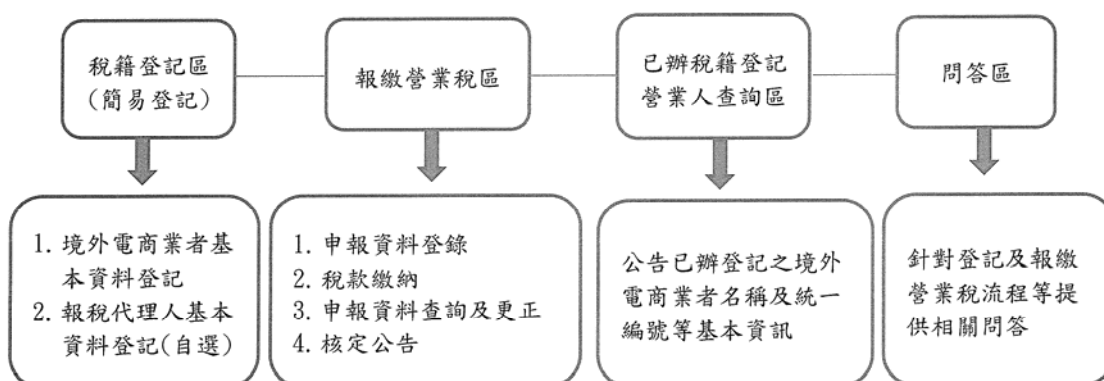 稅籍登記區
(簡易登記)
報繳營業稅區
已辦稅籍登記
營業人查詢區
問答區
1. 境外電商業者基
本資料登記
2. 報稅代理人基本
資料登記(自選)
1. 申報資料登錄
2. 稅款繳納
3. 申報資料查詢及更正
4. 核定公告
公告已辦登記之境外
電商業者名稱及統一
編號等基本資訊
針對登記及報繳
營業稅流程等提
供相關問答